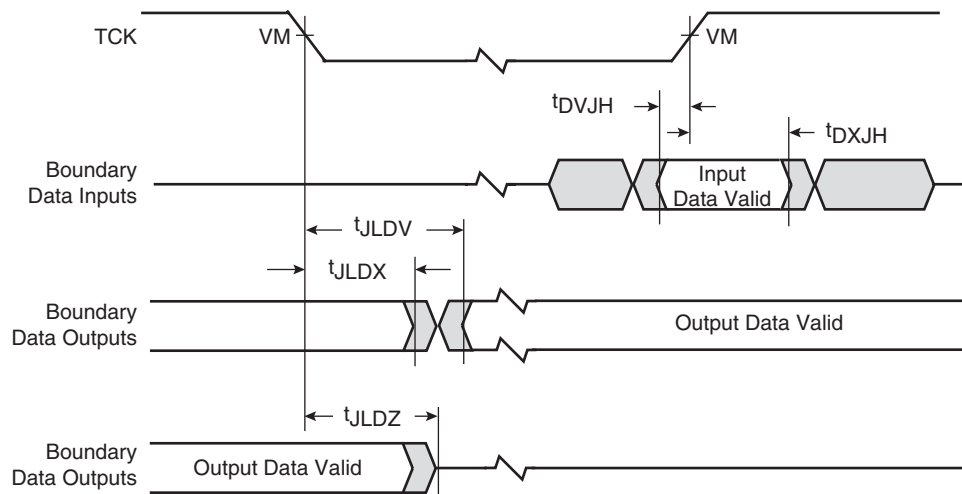 TCK
VM
VM
tDVJH
tDXJH
Boundary
Data Inputs
Input
Data Valid
tJLDV
tJLDX
Boundary
Data Outputs
Output Data Valid
tJLDZ
Boundary
Data Outputs
Output Data Valid